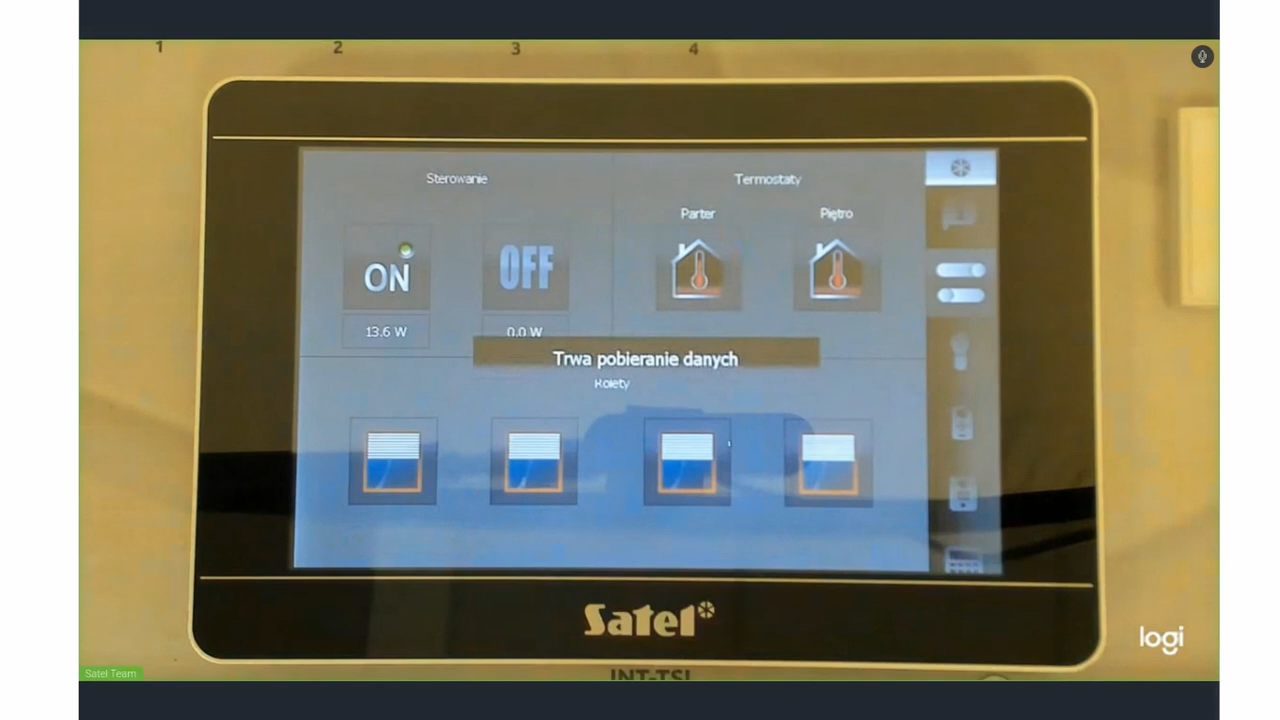 1 2 3 4
Sterowanie
Termostaty
Parter
Piętro
ON
OFF
13.6 W
0.0 W
Trwa pobieranie danych
Rolety
Satel
logi
Satel Team
INT-TSI